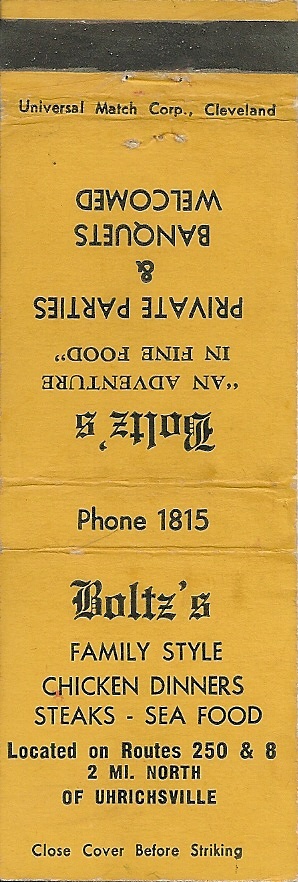 Universal Match Corp., Cleveland
Boltz's
"AN ADVENTURE
IN FINE FOOD"
PRIVATE PARTIES
&
BANQUETS
WELCOMED
Phone 1815
Boltz's
FAMILY STYLE
CHICKEN DINNERS
STEAKS - SEA FOOD
Located on Routes 250 & 8
2 MI. NORTH
OF UHRICHSVILLE
Close Cover Before Striking